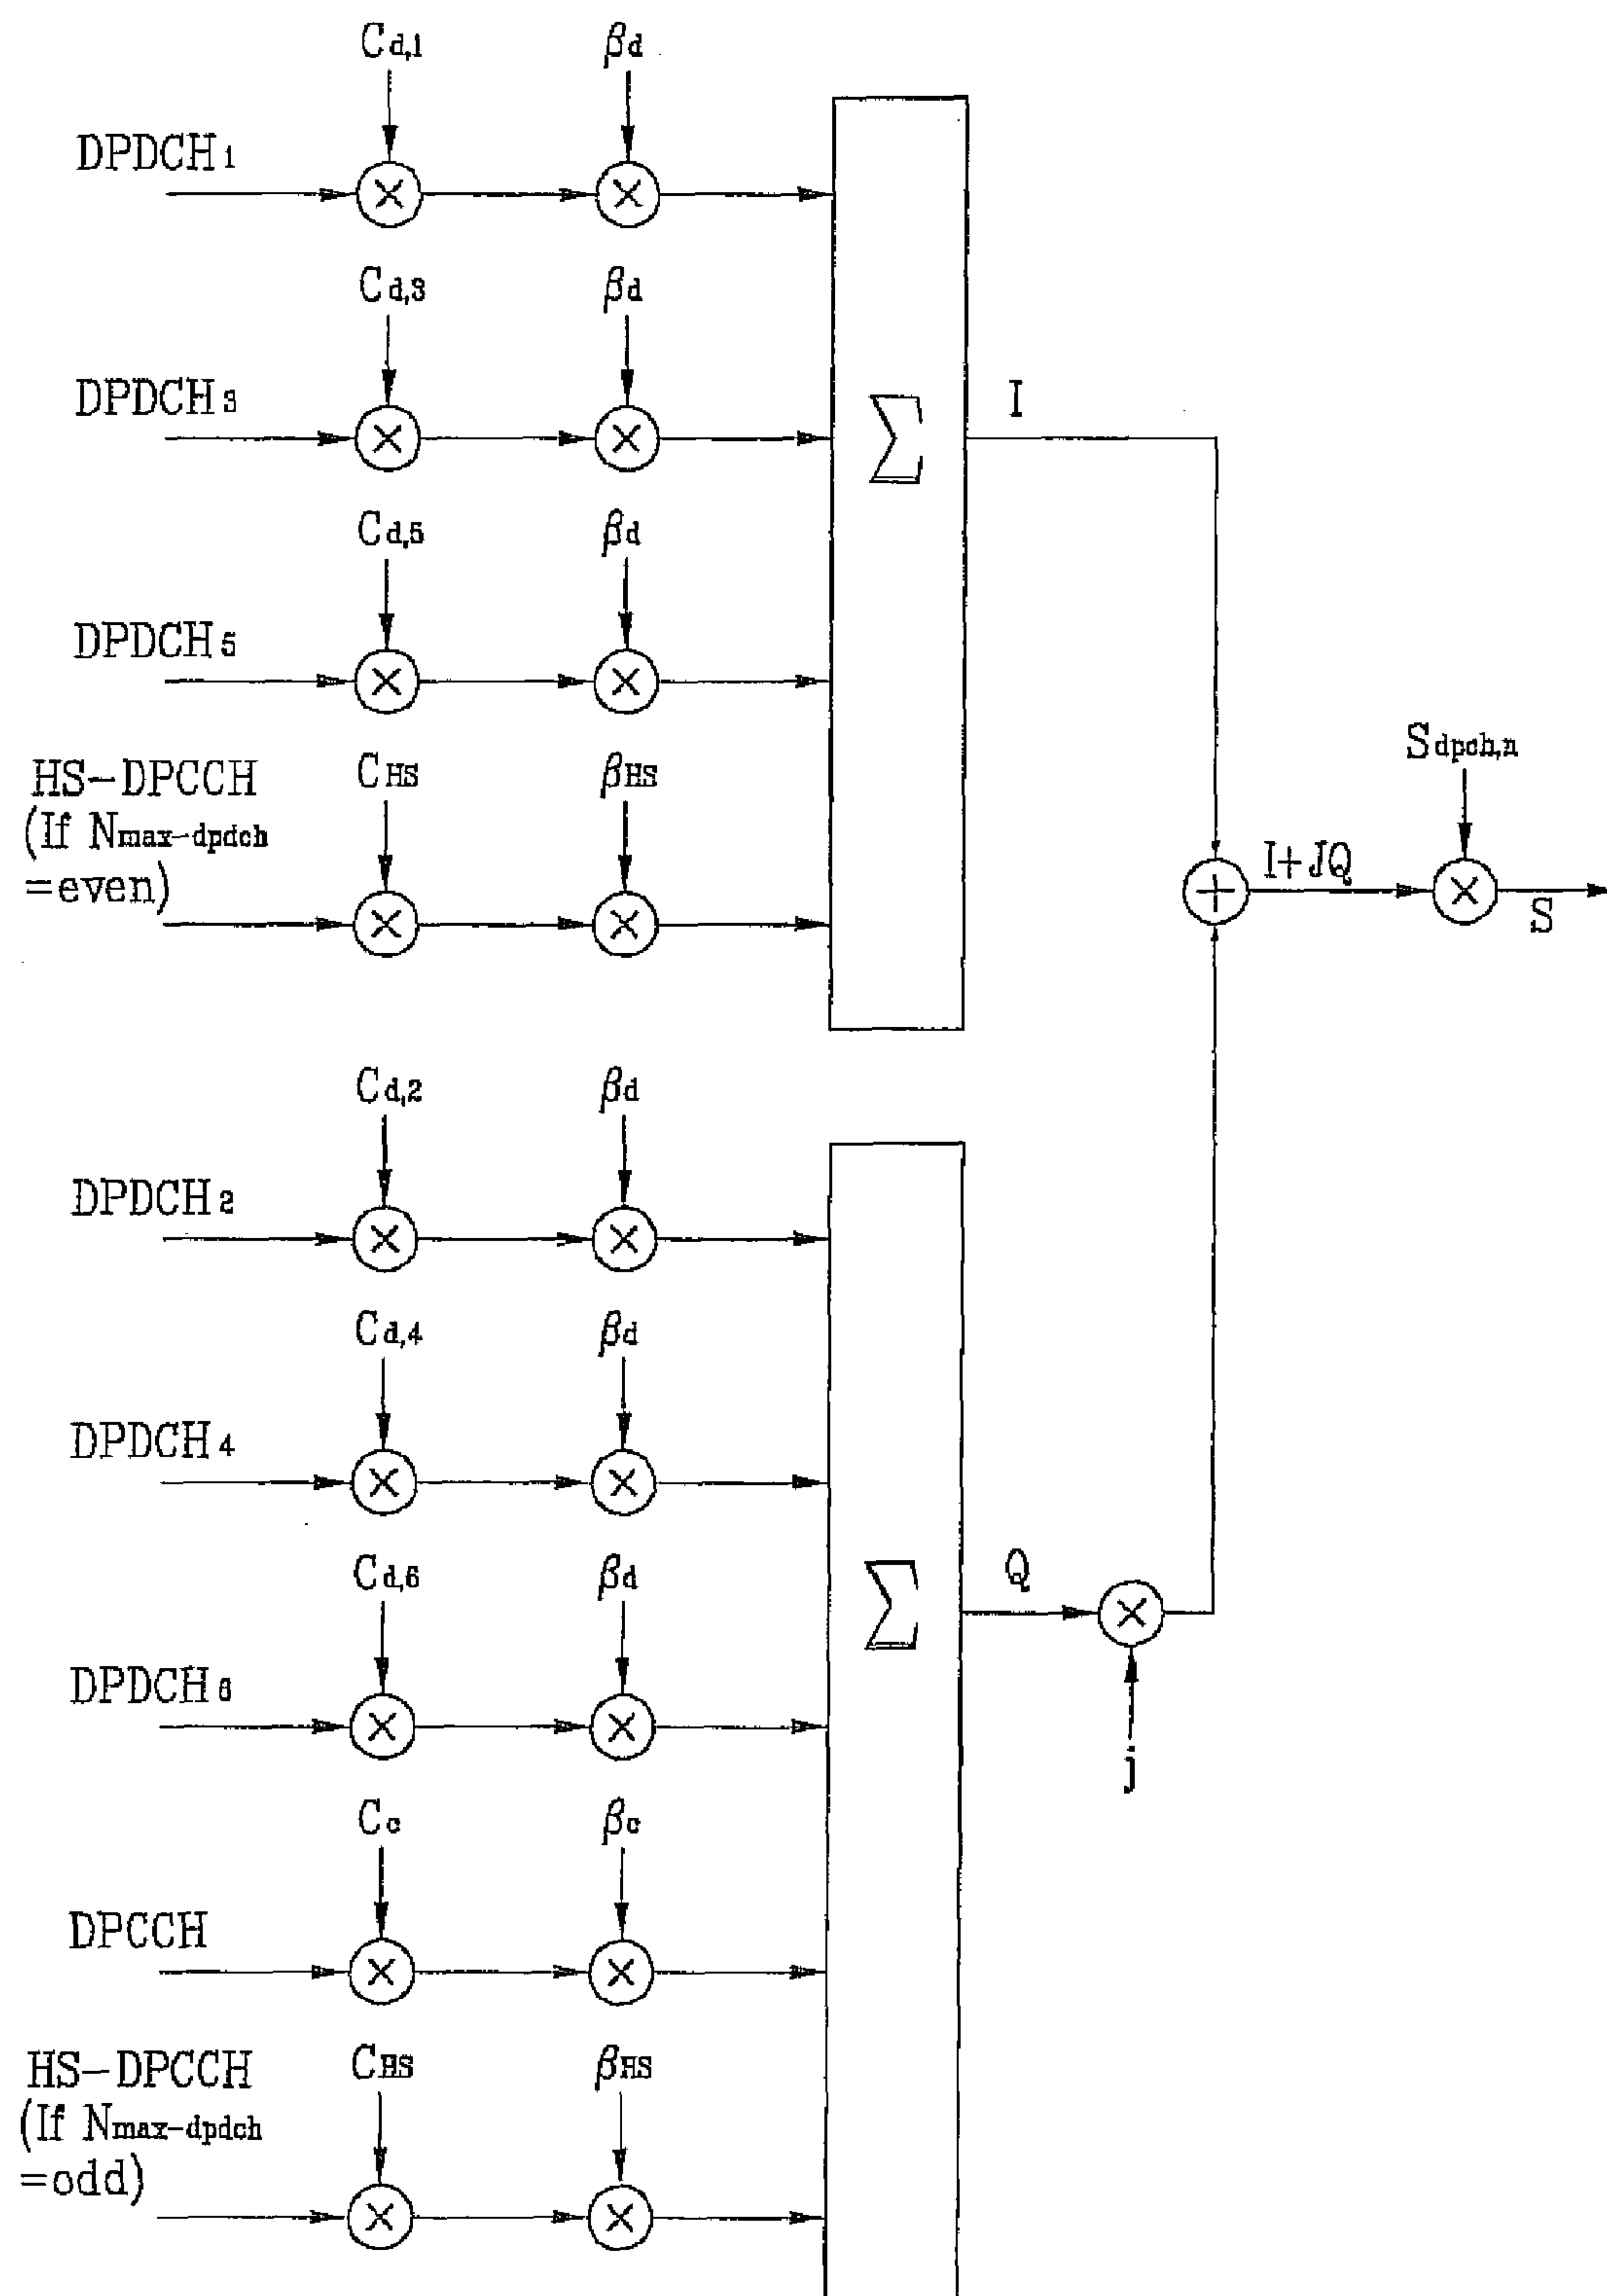 Cd,1 βd
DPDCH1
Cd,3 βd
DPDCH3
Cd,5 βd
DPDCH5
CHS βHS
HS-DPCCH
(If Nmax-dpdch
=even)
Σ
I
Sdpch,n
I+JQ
S
Cd,2 βd
DPDCH2
Cd,4 βd
DPDCH4
Cd,6 βd
DPDCH6
Cc βc
DPCCH
CHS βHS
HS-DPCCH
(If Nmax-dpdch
=odd)
Σ
Q
j